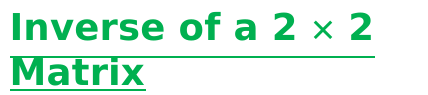 Inverse of a 2 × 2
Matrix